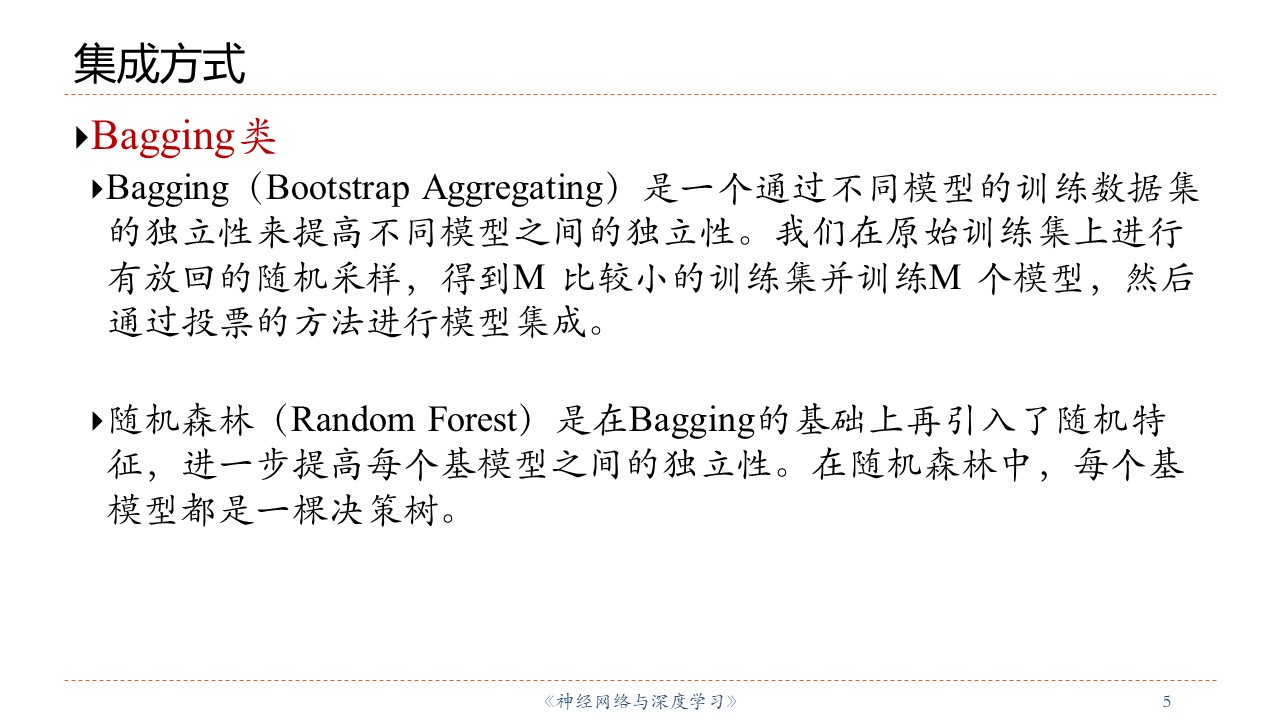 集成方式
Bagging类
Bagging（Bootstrap Aggregating）是一个通过不同模型的训练数据集
的独立性来提高不同模型之间的独立性。我们在原始训练集上进行
有放回的随机采样，得到M 比较小的训练集并训练M 个模型，然后
通过投票的方法进行模型集成。
随机森林（Random Forest）是在Bagging的基础上再引入了随机特
征，进一步提高每个基模型之间的独立性。在随机森林中，每个基
模型都是一棵决策树。
《神经网络与深度学习》
5